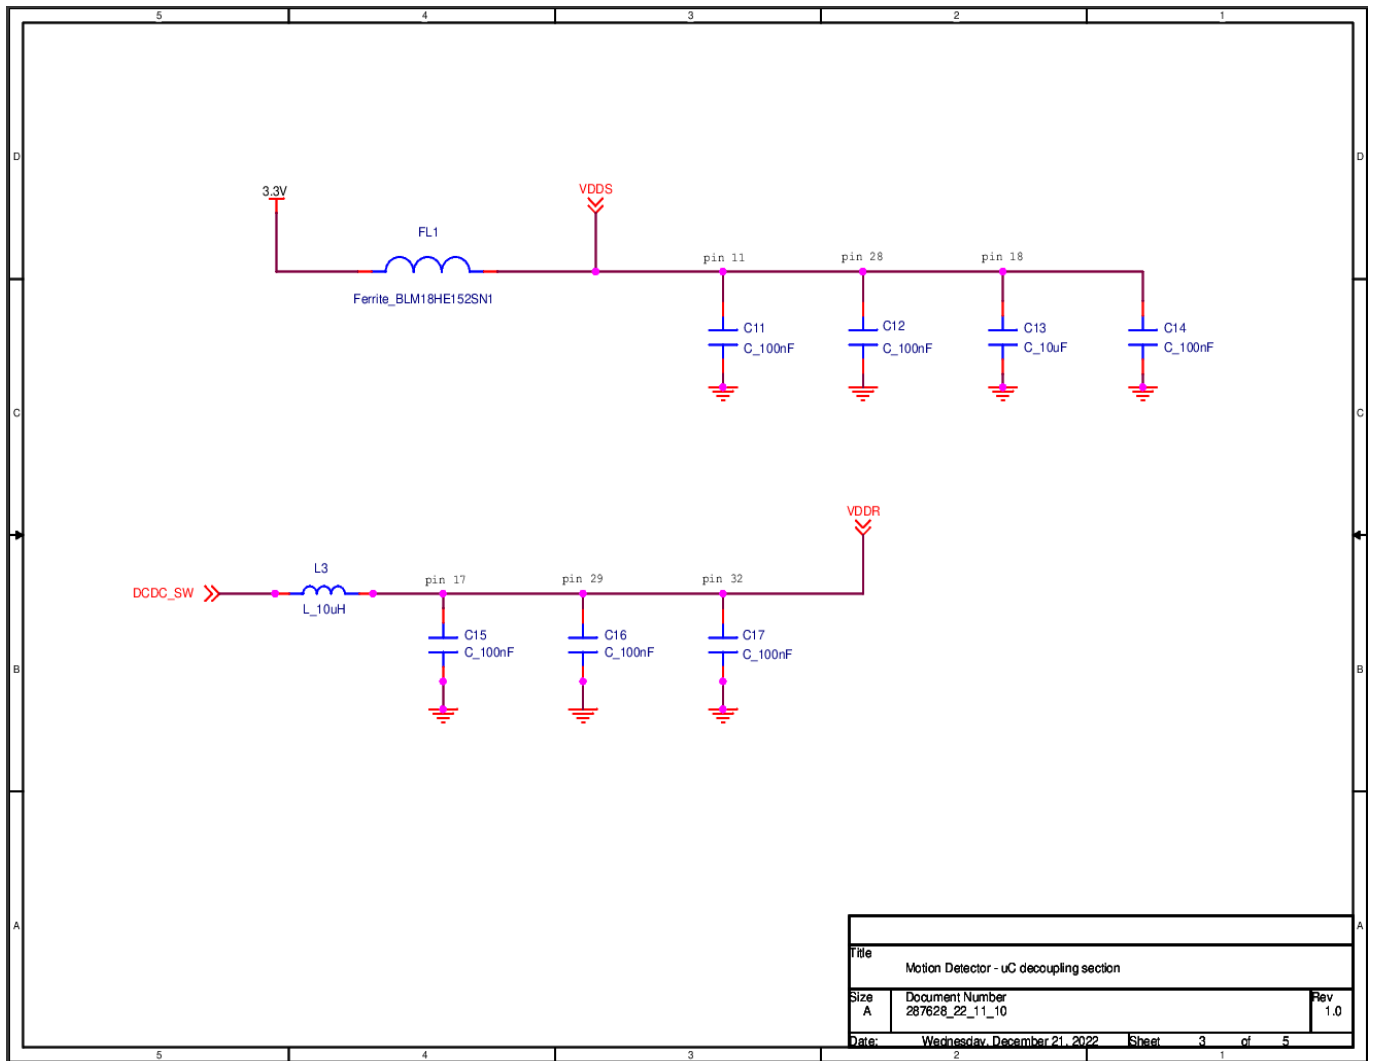 5 4 3 2 1
D D
3.3V VDDS
FL1
pin 11 pin 28 pin 18
Ferrite_BLM18HE152SN1
C11 C12 C13 C14
C_100nF C_100nF C_10uF C_100nF
C C
VDDR
L3
pin 17 pin 29 pin 32
DCDC_SW
L_10uH
C15 C16 C17
C_100nF C_100nF C_100nF
B B
A A
Title
Motion Detector - uC decoupling section
Size Document Number Rev
A 287628_22_11_10 1.0
Date: Wednesday, December 21, 2022 Sheet 3 of 5
5 4 3 2 1